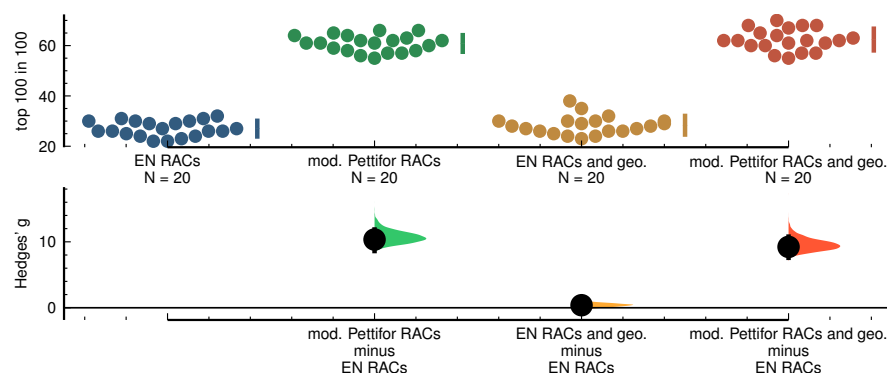 top 100 in 100
60
40
20
EN RACs
N = 20
mod. Pettifor RACs
N = 20
EN RACs and geo.
N = 20
mod. Pettifor RACs and geo.
N = 20
Hedges' g
10
0
mod. Pettifor RACs
minus
EN RACs
EN RACs and geo.
minus
EN RACs
mod. Pettifor RACs and geo.
minus
EN RACs